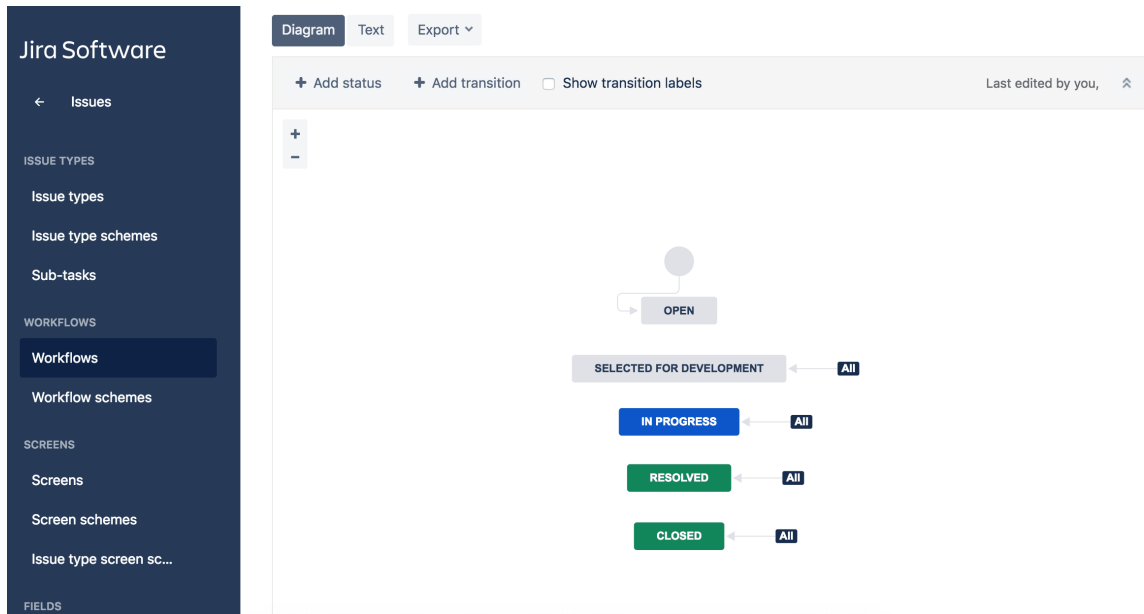 Jira Software
Issues
ISSUE TYPES
Issue types
Issue type schemes
Sub-tasks
WORKFLOWS
Workflows
Workflow schemes
SCREENS
Screens
Screen schemes
Issue type screen sc...
FIELDS
Diagram Text Export
+ Add status + Add transition Show transition labels Last edited by you,
+
−
OPEN
SELECTED FOR DEVELOPMENT All
IN PROGRESS All
RESOLVED All
CLOSED All